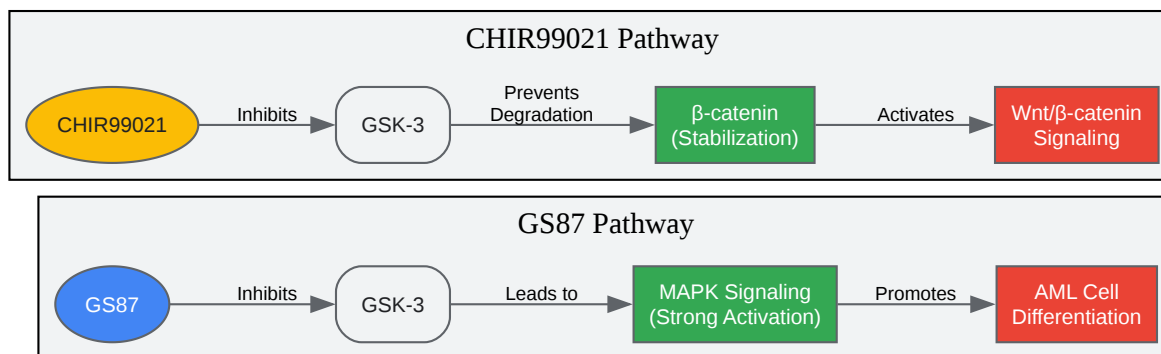 CHIR99021 Pathway
CHIR99021
Inhibits
GSK-3
Prevents
Degradation
β-catenin
(Stabilization)
Activates
Wnt/β-catenin
Signaling
GS87 Pathway
GS87
Inhibits
GSK-3
Leads to
MAPK Signaling
(Strong Activation)
Promotes
AML Cell
Differentiation